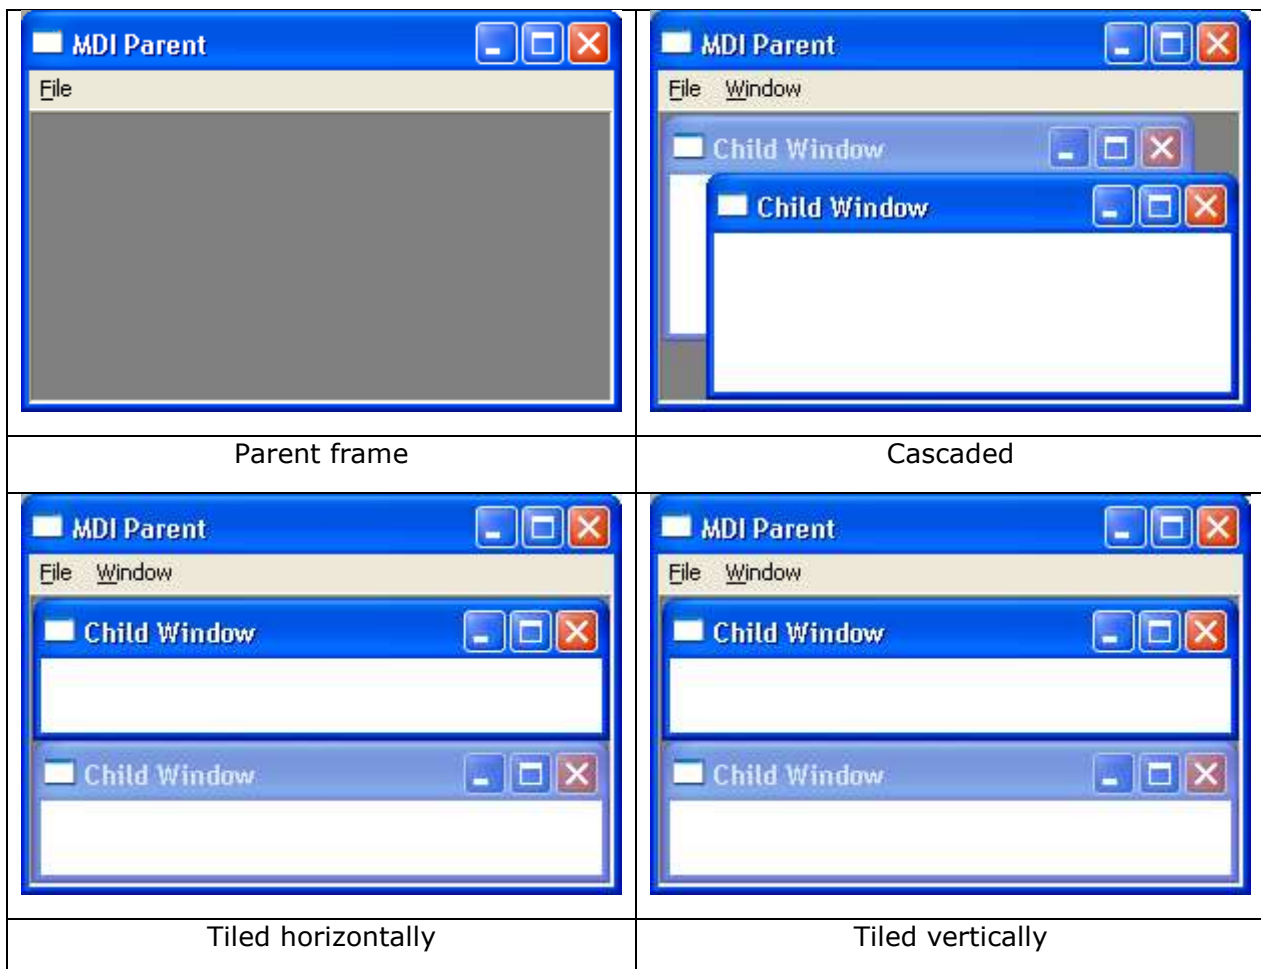 MDI Parent
File
Parent frame
MDI Parent
File Window
Child Window
Child Window
Cascaded
MDI Parent
File Window
Child Window
Child Window
Tiled horizontally
MDI Parent
File Window
Child Window
Child Window
Tiled vertically